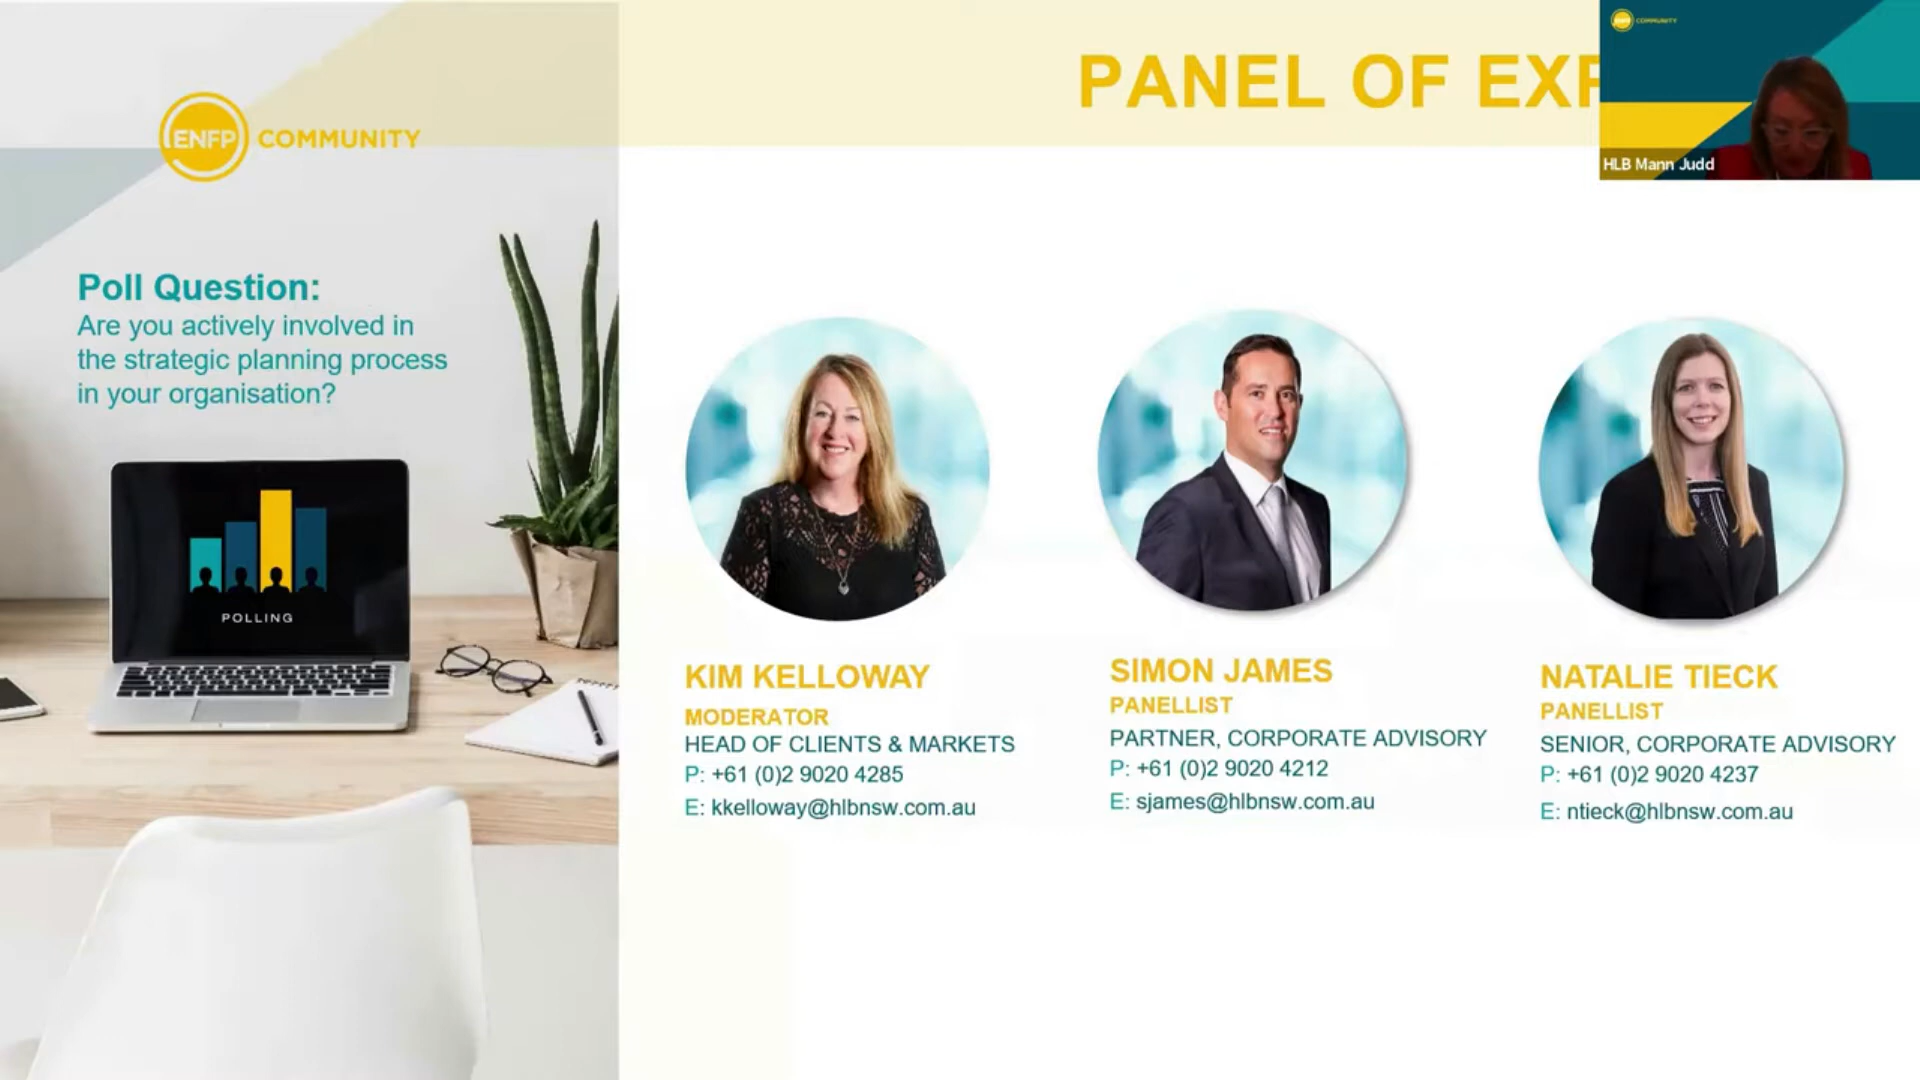 ENFP COMMUNITY
Poll Question:
Are you actively involved in
the strategic planning process
in your organisation?
POLLING
PANEL OF EXP
COMMUNITY
HLB Mann Judd
KIM KELLOWAY
MODERATOR
HEAD OF CLIENTS & MARKETS
P: +61 (0)2 9020 4285
E: kkelloway@hlbnsw.com.au
SIMON JAMES
PANELLIST
PARTNER, CORPORATE ADVISORY
P: +61 (0)2 9020 4212
E: sjames@hlbnsw.com.au
NATALIE TIECK
PANELLIST
SENIOR, CORPORATE ADVISORY
P: +61 (0)2 9020 4237
E: ntieck@hlbnsw.com.au